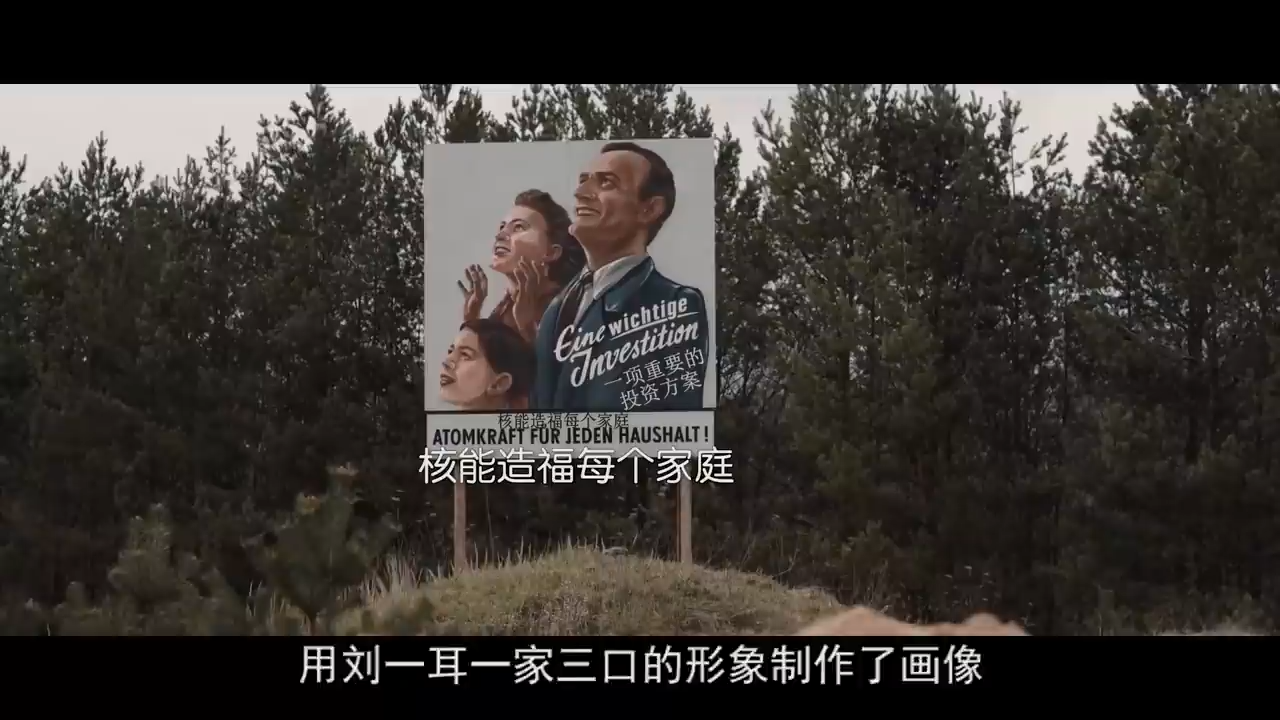 Eine wichtige
Investition
一项重要的
投资方案
核能造福每个家庭
ATOMKRAFT FÜR JEDEN HAUSHALT!
核能造福每个家庭
用刘一耳一家三口的形象制作了画像